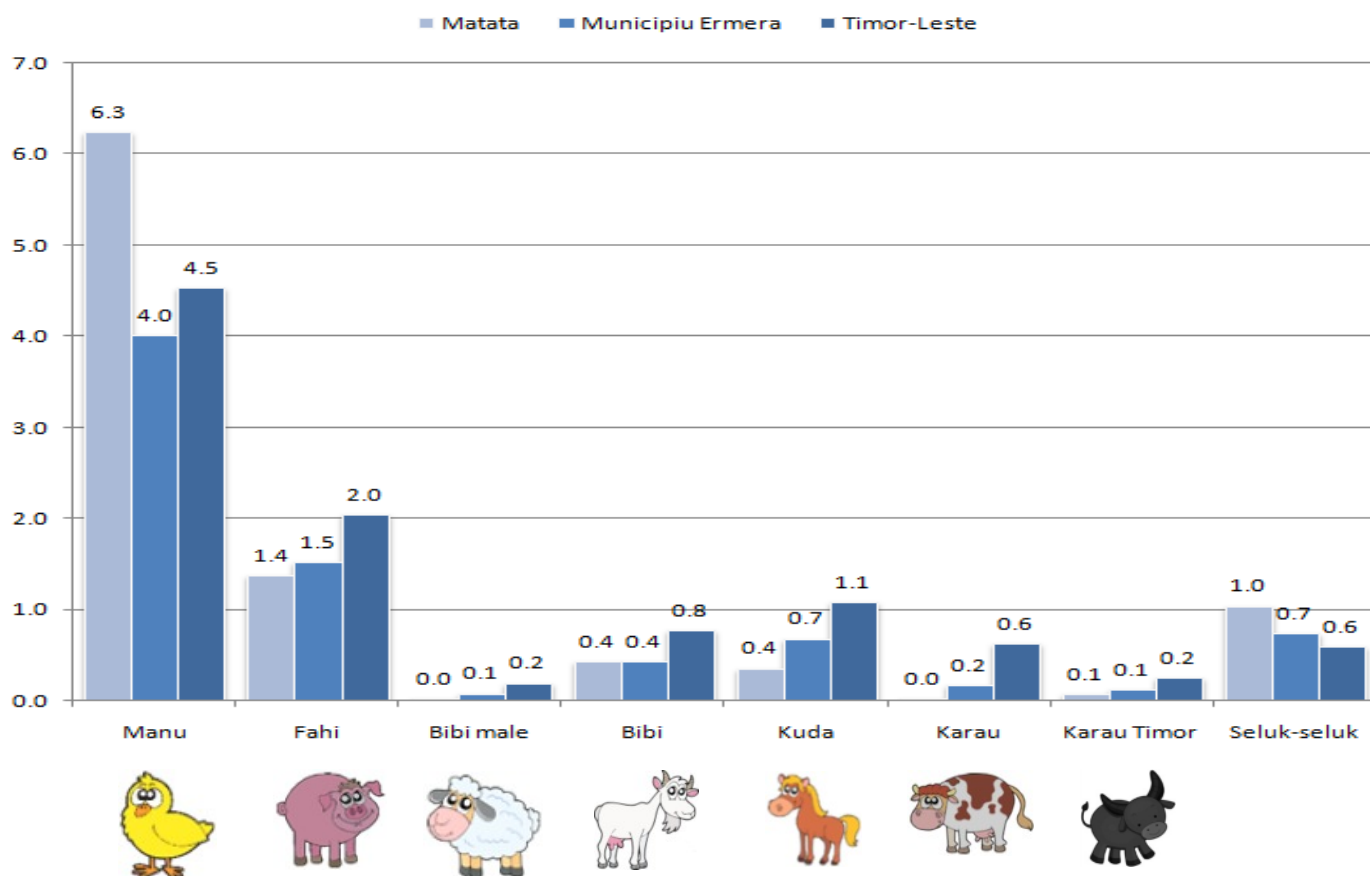 Matata Municipiu Ermera Timor-Leste
7.0
6.3
6.0
5.0
4.5
4.0
4.0
3.0
2.0
2.0
1.4 1.5
1.0
0.0 0.1 0.2
0.4 0.4 0.8
0.4 0.7 1.1
0.0 0.2 0.6
0.1 0.1 0.2
1.0 0.7 0.6
0.0
Manu Fahi Bibi male Bibi Kuda Karau Karau Timor Seluk-seluk